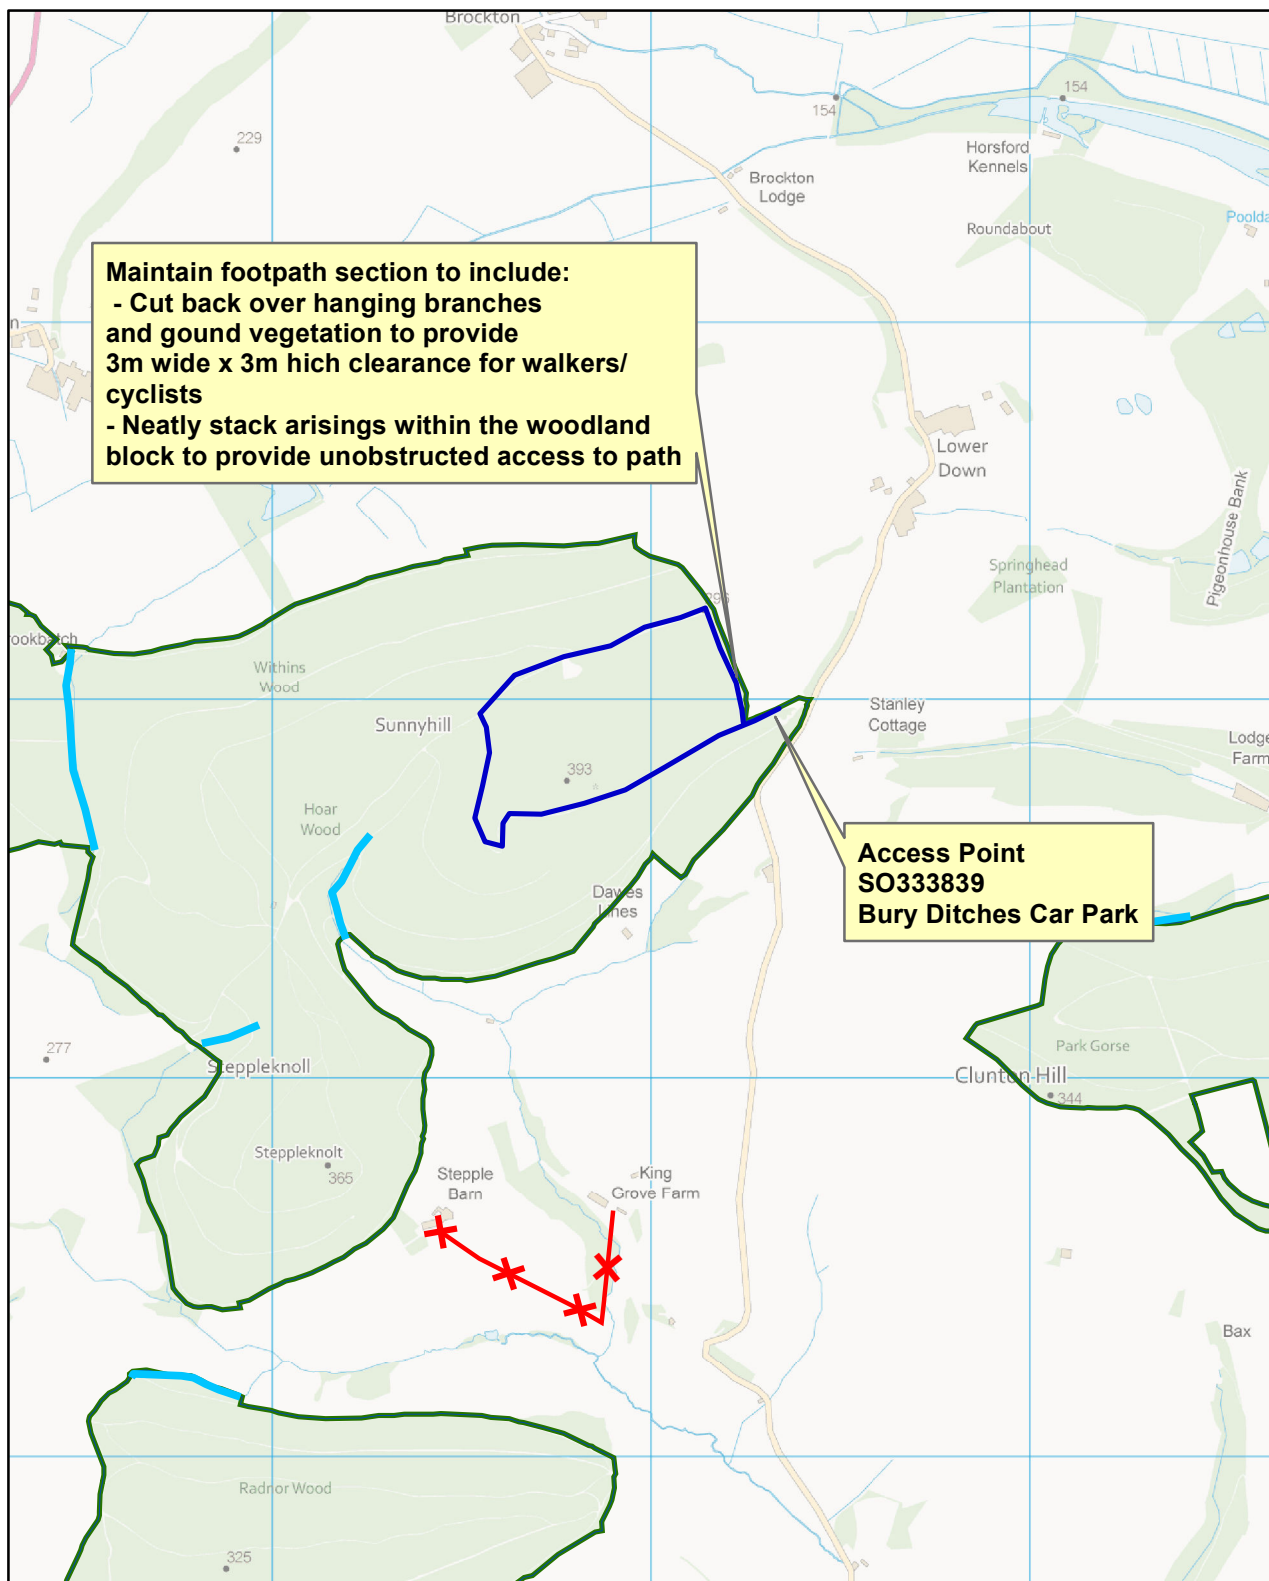 Brockton
154
154
229
Horsford
Kennels
Brockton
Lodge
Roundabout
Poolda
Maintain footpath section to include:
- Cut back over hanging branches
and gound vegetation to provide
3m wide x 3m hich clearance for walkers/
cyclists
- Neatly stack arisings within the woodland
block to provide unobstructed access to path
n
Lower
Down
Pigeonhouse Bank
Springhead
Plantation
ookbatch
Withins
Wood
Sunnyhill
Stanley
Cottage
Lodge
Farm
393
Hoar
Wood
Access Point
SO333839
Bury Ditches Car Park
Dawes
Lines
277
Steppleknoll
Park Gorse
Clunton Hill
344
Steppleknolt
365
Stepple
Barn
King
Grove Farm
Bax
Radnor Wood
325